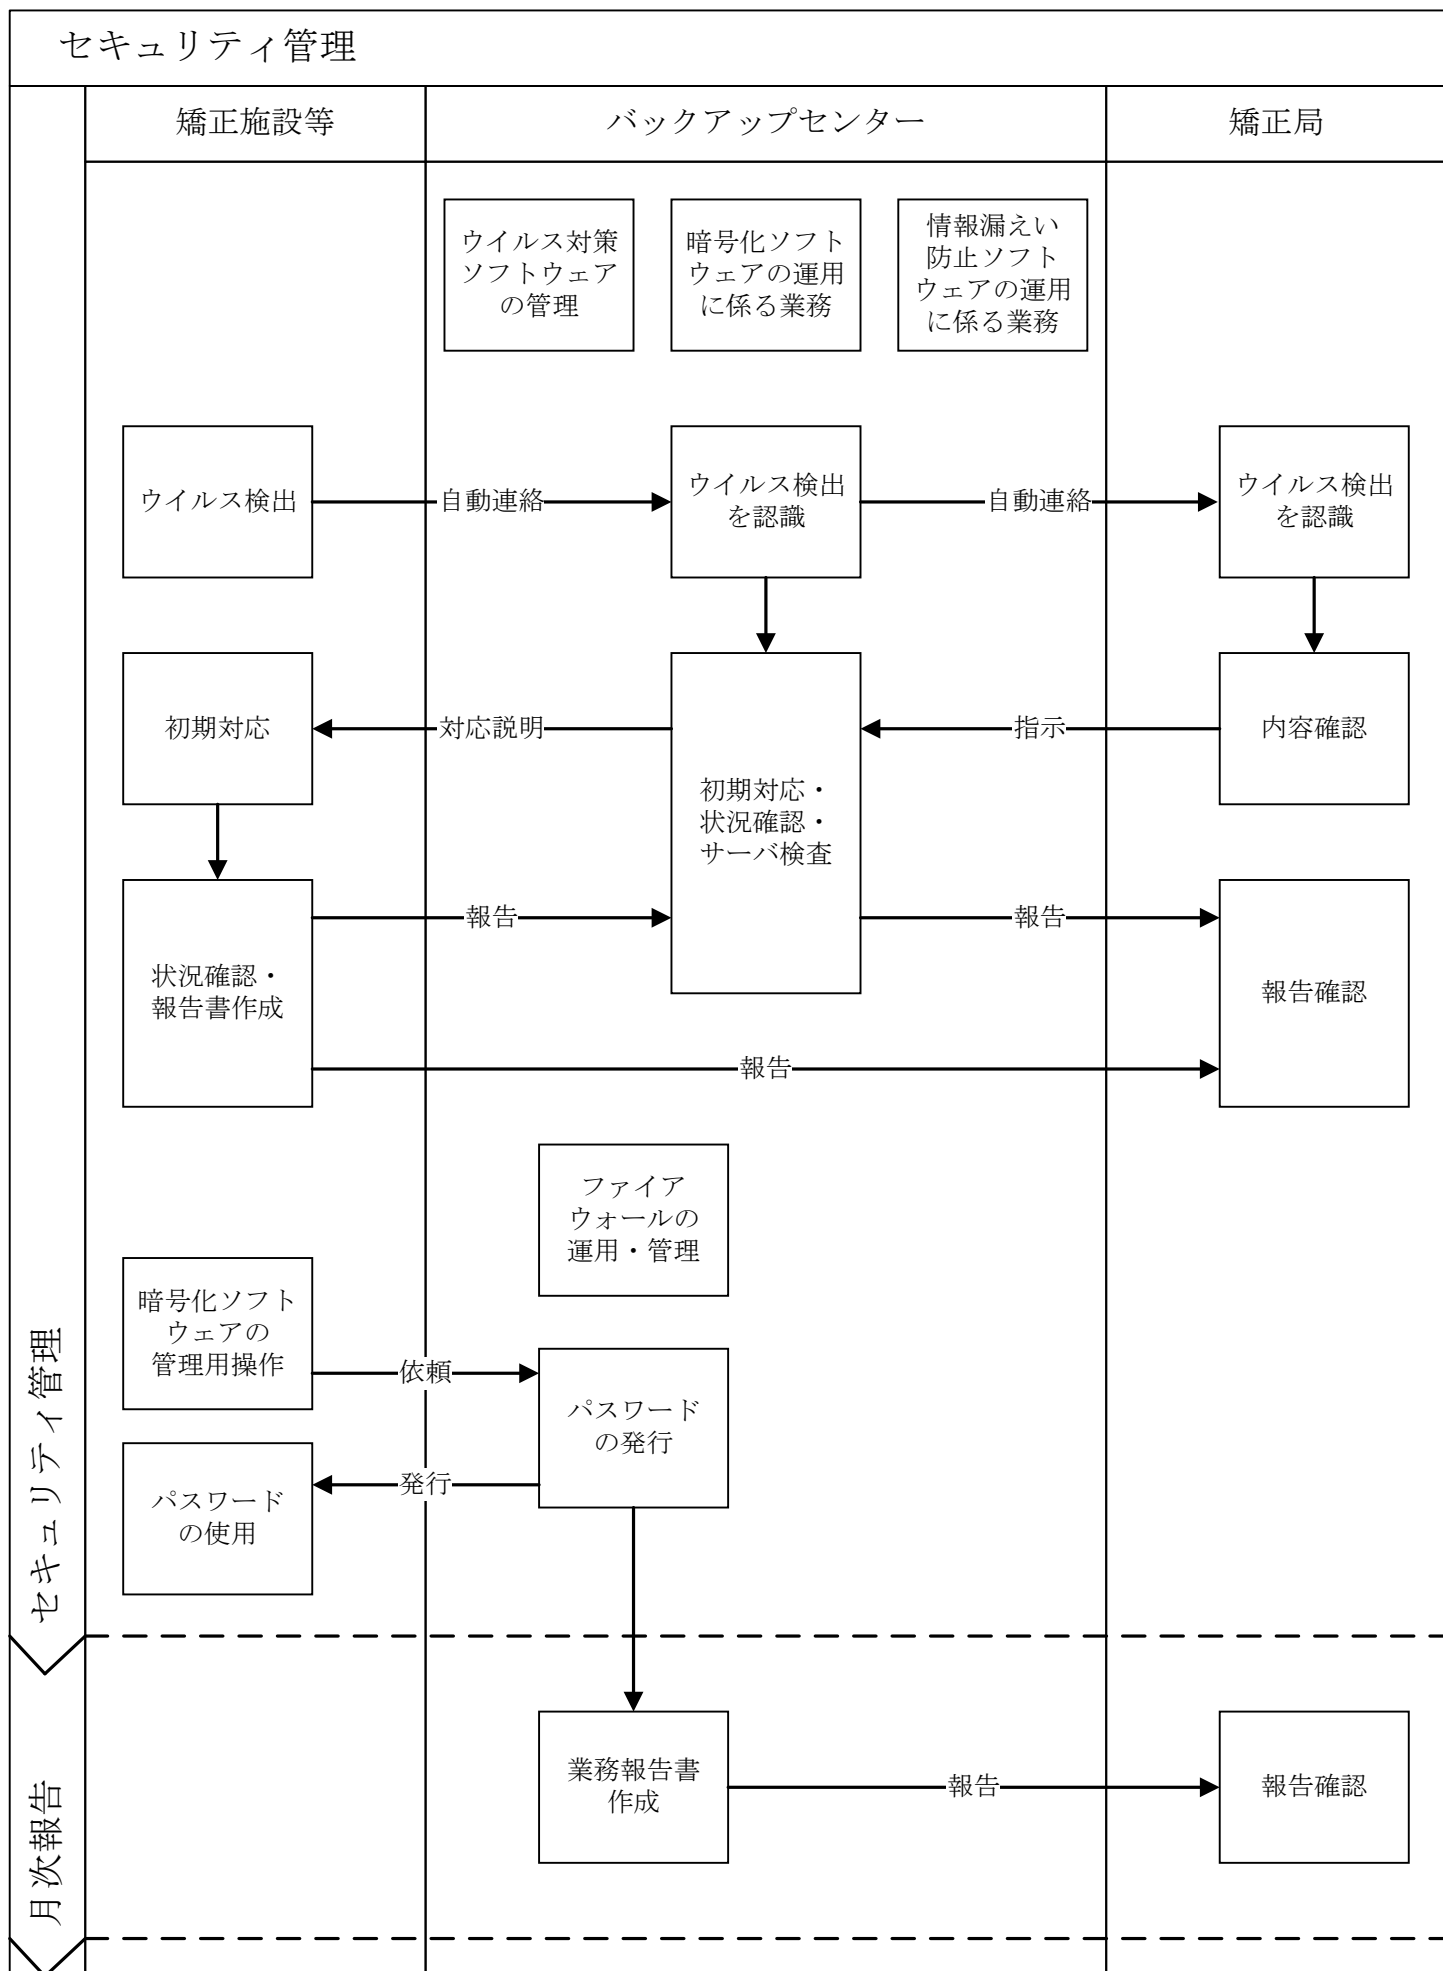 セキュリティ管理
矯正施設等
バックアップセンター
矯正局
ウイルス対策
ソフトウェア
の管理
暗号化ソフト
ウェアの運用
に係る業務
情報漏えい
防止ソフト
ウェアの運用
に係る業務
ウイルス検出
自動連絡
ウイルス検出
を認識
自動連絡
ウイルス検出
を認識
初期対応
対応説明
初期対応・
状況確認・
サーバ検査
指示
内容確認
状況確認・
報告書作成
報告
報告
報告確認
報告
ファイア
ウォールの
運用・管理
暗号化ソフト
ウェアの
管理用操作
依頼
パスワード
の発行
発行
パスワード
の使用
セキュリティ管理
業務報告書
作成
報告
報告確認
月次報告